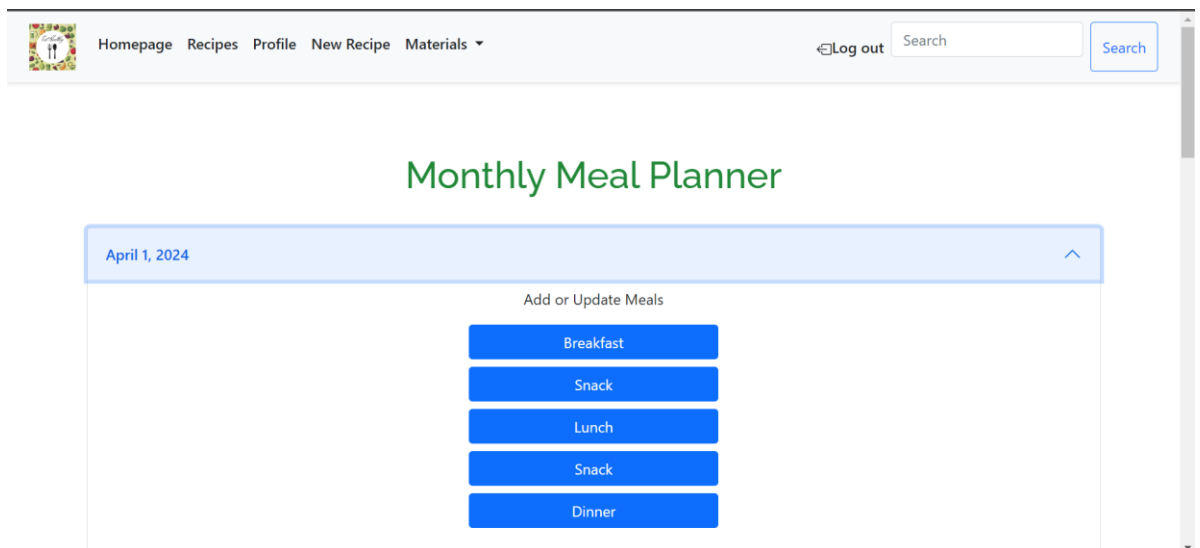 Homepage Recipes Profile New Recipe Materials Log out Search Search
Monthly Meal Planner
April 1, 2024
Add or Update Meals
Breakfast
Snack
Lunch
Snack
Dinner